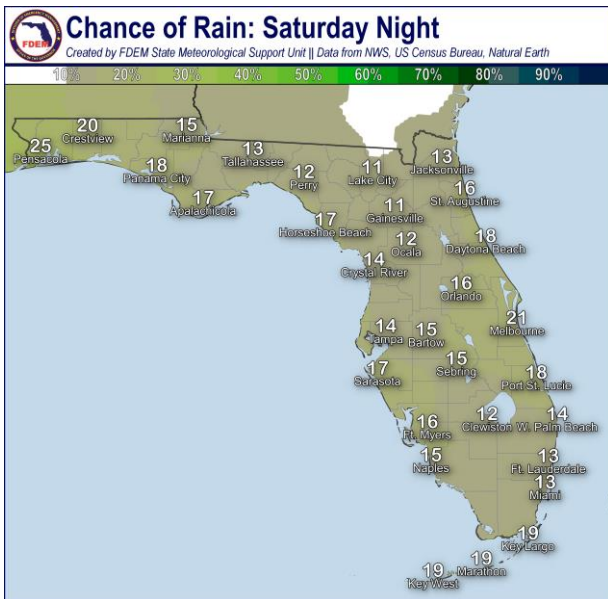 FDEM
Chance of Rain: Saturday Night
Created by FDEM State Meteorological Support Unit || Data from NWS, US Census Bureau, Natural Earth
10% 20% 30% 40% 50% 60% 70% 80% 90%
20
Crestview
15
Marianna
25
Pensacola
13
Tallahassee
13
Jacksonville
18
Panama City
12
Perry
11
Lake City
16
St. Augustine
17
Apalachicola
17
Horseshoe Beach
11
Gainesville
18
Daytona Beach
12
Ocala
14
Crystal River
16
Orlando
21
Melbourne
14
Tampa
15
Bartow
15
Sebring
17
Sarasota
18
Port St. Lucie
16
Ft. Myers
12
Clewiston
14
W. Palm Beach
15
Naples
13
Ft. Lauderdale
13
Miami
19
Key Largo
19
Marathon
19
Key West